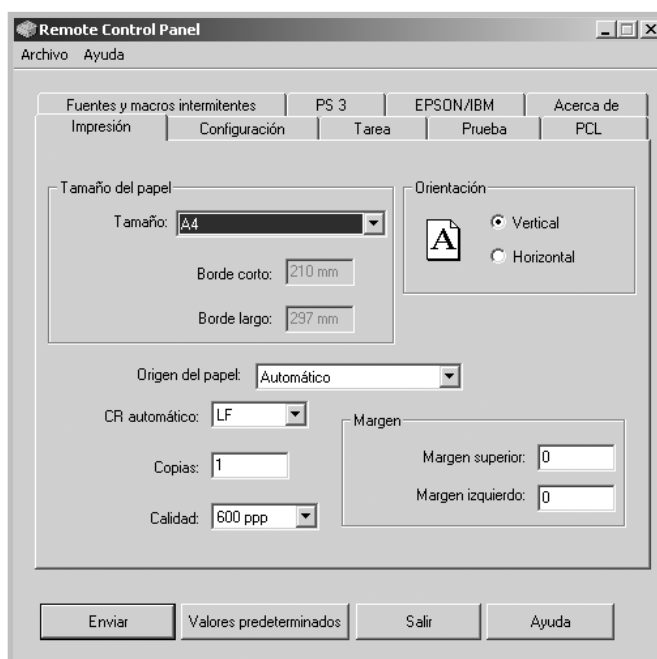 Remote Control Panel
Archivo Ayuda
Fuentes y macros intermitentes PS 3 EPSON/IBM Acerca de
Impresión Configuración Tarea Prueba PCL
Tamaño del papel
Tamaño: A4
Borde corto: 210 mm
Borde largo: 297 mm
Orientación
A
Vertical
Horizontal
Origen del papel: Automático
CR automático: LF
Copias: 1
Calidad: 600 ppp
Margen
Margen superior: 0
Margen izquierdo: 0
Enviar Valores predeterminados Salir Ayuda